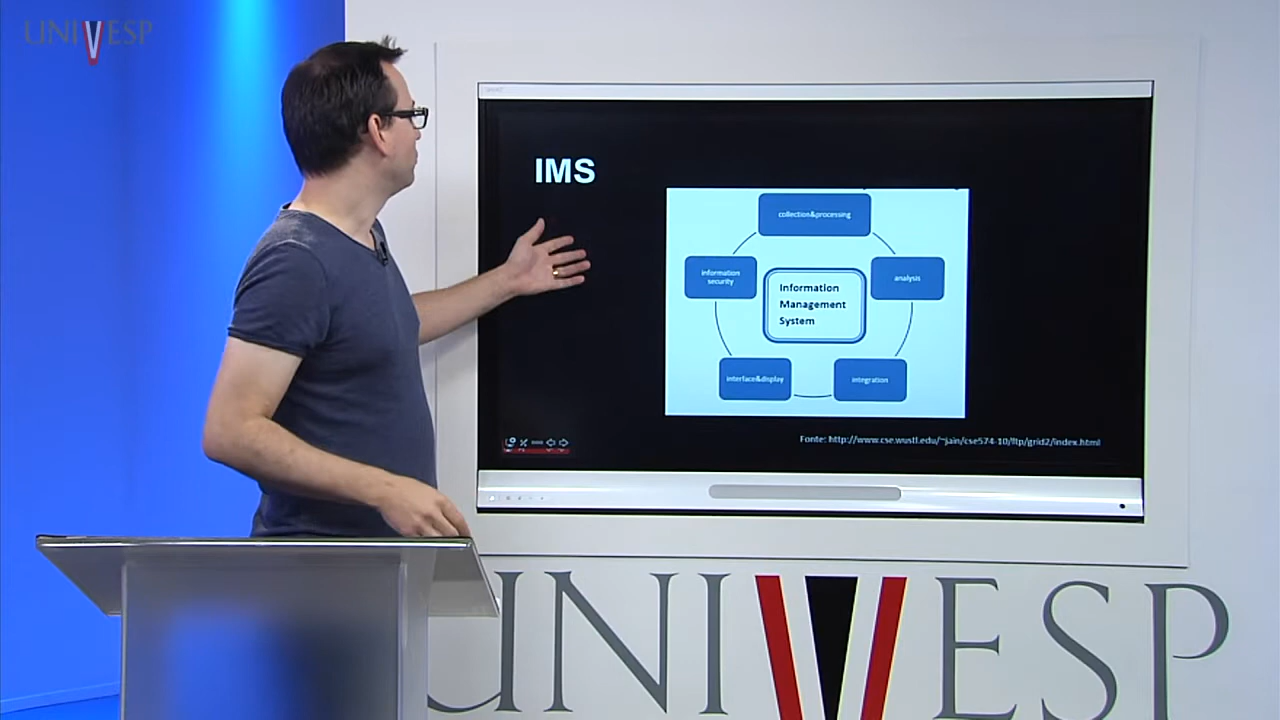 UNIVESP
IMS
collection&processing
information
security
analysis
Information
Management
System
interface&display
integration
Fonte: http://www.cse.wustl.edu/~jain/cse574-10/ftp/grid2/index.html
UNIVESP